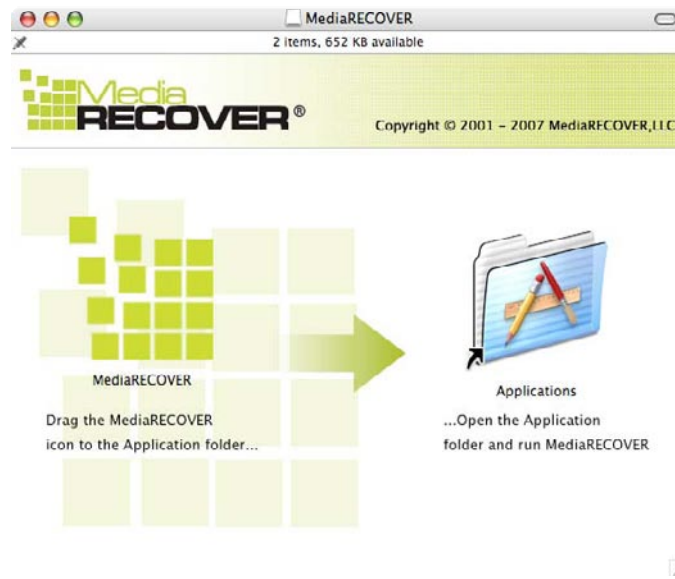 MediaRECOVER
2 items, 652 KB available
Media
RECOVER®
Copyright © 2001 – 2007 MediaRECOVER,LLC
MediaRECOVER
Drag the MediaRECOVER
icon to the Application folder...
Applications
...Open the Application
folder and run MediaRECOVER